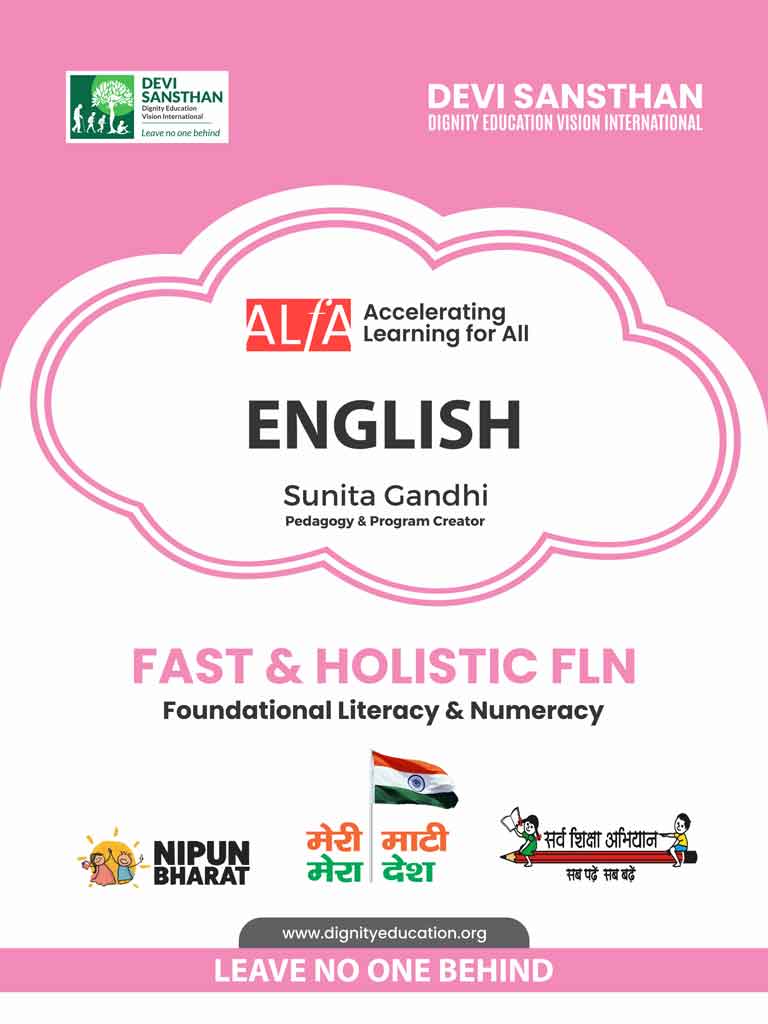 DEVI
SANSTHAN
Dignity Education
Vision International
Leave no one behind
DEVI SANSTHAN
DIGNITY EDUCATION VISION INTERNATIONAL
ALfA Accelerating
Learning for All
ENGLISH
Sunita Gandhi
Pedagogy & Program Creator
FAST & HOLISTIC FLN
Foundational Literacy & Numeracy
NIPUN
BHARAT
मेरी माटी
मेरा देश
सर्व शिक्षा अभियान
सब पढ़ें सब बढ़ें
www.dignityeducation.org
LEAVE NO ONE BEHIND